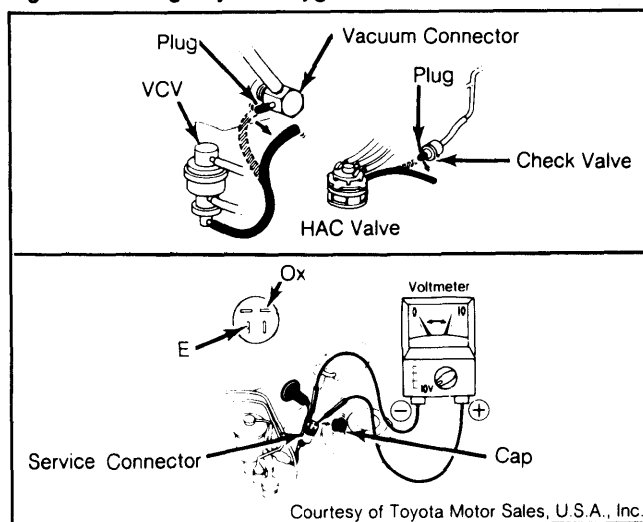 Plug
Vacuum Connector
VCV
Plug
Check Valve
HAC Valve
Ox
E
Voltmeter
0 10
10V
− +
Service Connector
Cap
Courtesy of Toyota Motor Sales, U.S.A., Inc.